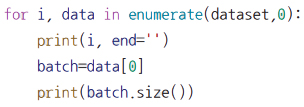 for i, data in enumerate(dataset,0):
    print(i, end='')
    batch=data[0]
    print(batch.size())